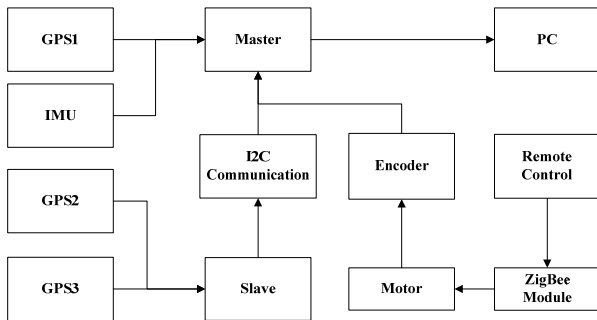 GPS1
Master
PC
IMU
I2C
Communication
Encoder
Remote
Control
GPS2
GPS3
Slave
Motor
ZigBee
Module